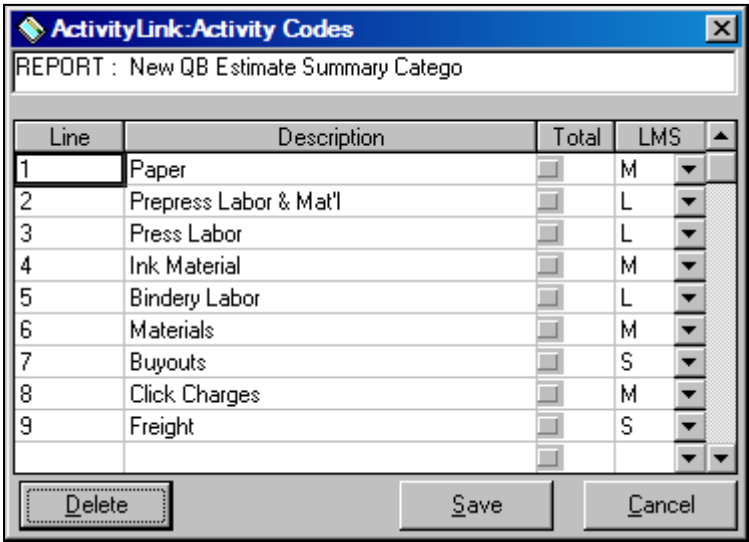 ActivityLink:Activity Codes
REPORT : New QB Estimate Summary Catego
Line Description Total LMS
1 Paper M
2 Prepress Labor & Mat'l L
3 Press Labor L
4 Ink Material M
5 Bindery Labor L
6 Materials M
7 Buyouts S
8 Click Charges M
9 Freight S
Delete Save Cancel